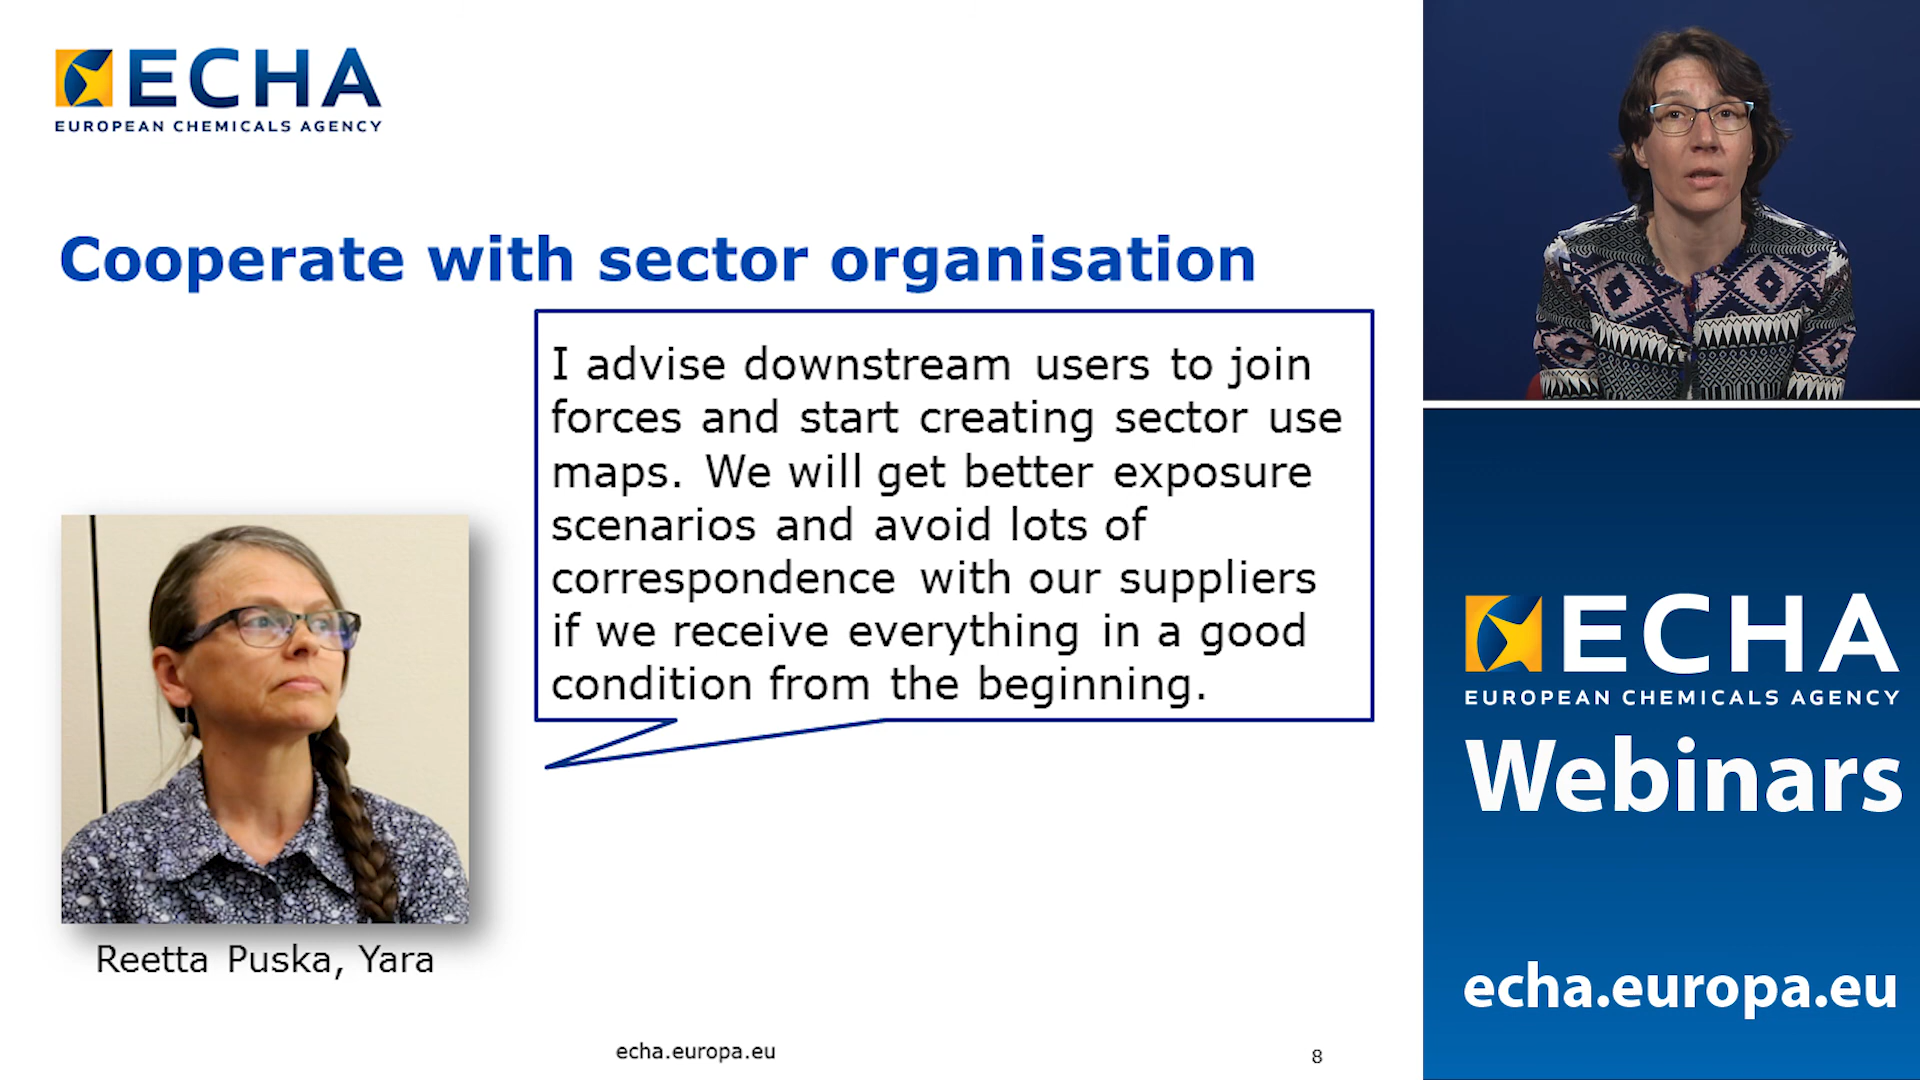 ECHA
EUROPEAN CHEMICALS AGENCY
Cooperate with sector organisation
I advise downstream users to join
forces and start creating sector use
maps. We will get better exposure
scenarios and avoid lots of
correspondence with our suppliers
if we receive everything in a good
condition from the beginning.
Reetta Puska, Yara
echa.europa.eu
8
ECHA
EUROPEAN CHEMICALS AGENCY
Webinars
echa.europa.eu